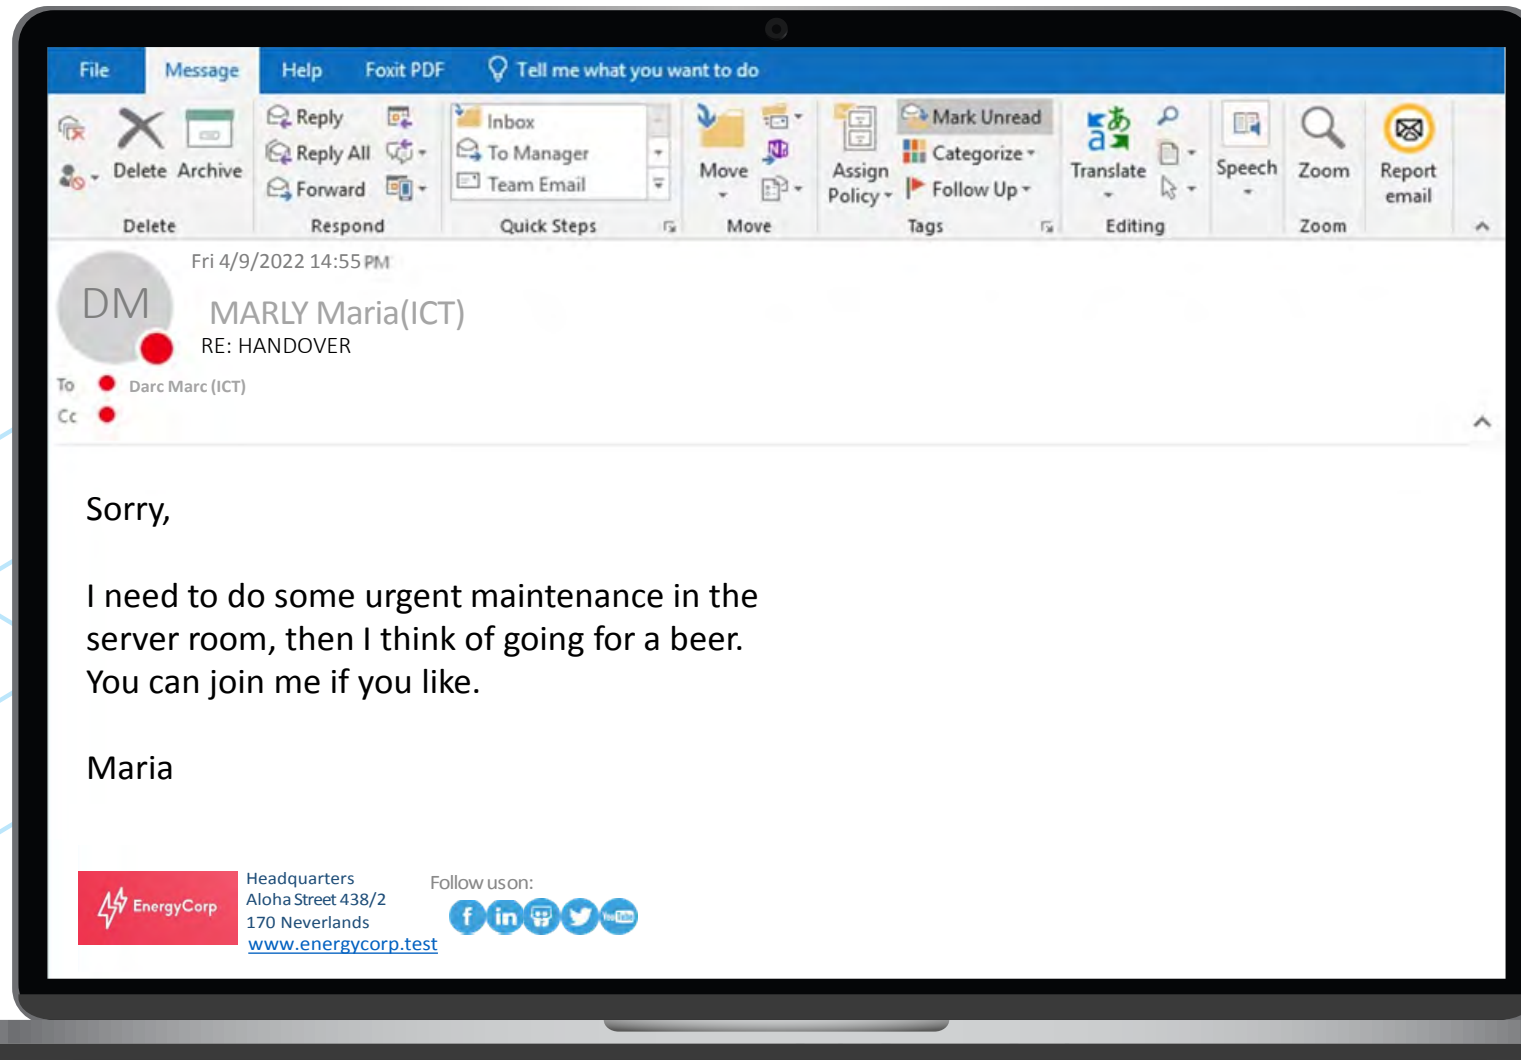 File Message Help Foxit PDF Tell me what you want to do
Delete Archive
Delete
Reply
Reply All
Forward
Respond
Inbox
To Manager
Team Email
Quick Steps
Move
Move
Assign
Policy
Mark Unread
Categorize
Follow Up
Tags
Translate
Editing
Speech
Zoom
Zoom
Report
email
Fri 4/9/2022 14:55 PM
DM
MARLY Maria(ICT)
RE: HANDOVER
To Darc Marc (ICT)
Cc
Sorry,
I need to do some urgent maintenance in the
server room, then I think of going for a beer.
You can join me if you like.
Maria
EnergyCorp
Headquarters
Aloha Street 438/2
170 Neverlands
www.energycorp.test
Follow us on:
f in YouTube